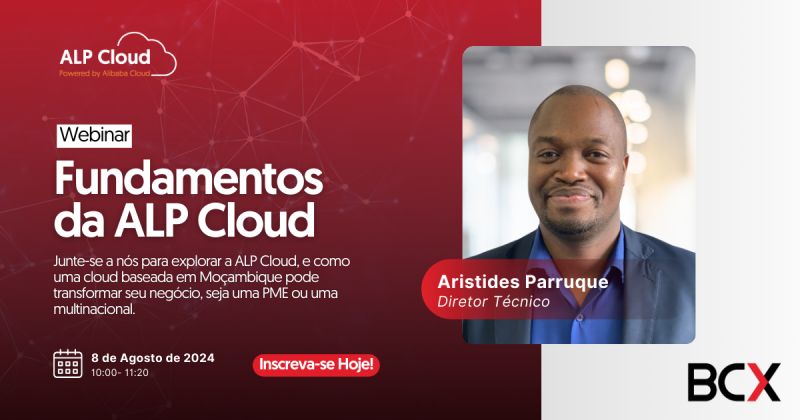 ALP Cloud
Powered by Alibaba Cloud
Webinar
Fundamentos
da ALP Cloud
Junte-se a nós para explorar a ALP Cloud, e como
uma cloud baseada em Moçambique pode
transformar seu negócio, seja uma PME ou uma
multinacional.
8 de Agosto de 2024
10:00- 11:20
Inscreva-se Hoje!
Aristides Parruque
Diretor Técnico
BCX